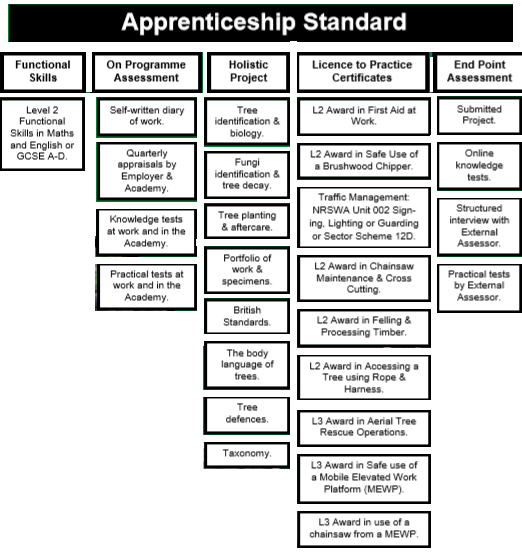 Apprenticeship Standard
Functional
Skills
Level 2
Functional
Skills in Maths
and English or
GCSE A-D.
On Programme
Assessment
Self-written diary
of work.
Quarterly
appraisals by
Employer &
Academy.
Knowledge tests
at work and in the
Academy.
Practical tests at
work and in the
Academy.
Holistic
Project
Tree
identification &
biology.
Fungi
identification &
tree decay.
Tree planting
& aftercare.
Portfolio of
work &
specimens.
British
Standards.
The body
language of
trees.
Tree
defences.
Taxonomy.
Licence to Practice
Certificates
L2 Award in First Aid at
Work.
L2 Award in Safe Use of
a Brushwood Chipper.
Traffic Management:
NRSWA Unit 002 Sign-
ing, Lighting or Guarding
or Sector Scheme 12D.
L2 Award in Chainsaw
Maintenance & Cross
Cutting.
L2 Award in Felling &
Processing Timber.
L2 Award in Accessing a
Tree using Rope &
Harness.
L3 Award in Aerial Tree
Rescue Operations.
L3 Award in Safe use of
a Mobile Elevated Work
Platform (MEWP).
L3 Award in use of a
chainsaw from a MEWP.
End Point
Assessment
Submitted
Project.
Online
knowledge
tests.
Structured
interview with
External
Assessor.
Practical tests
by External
Assessor.